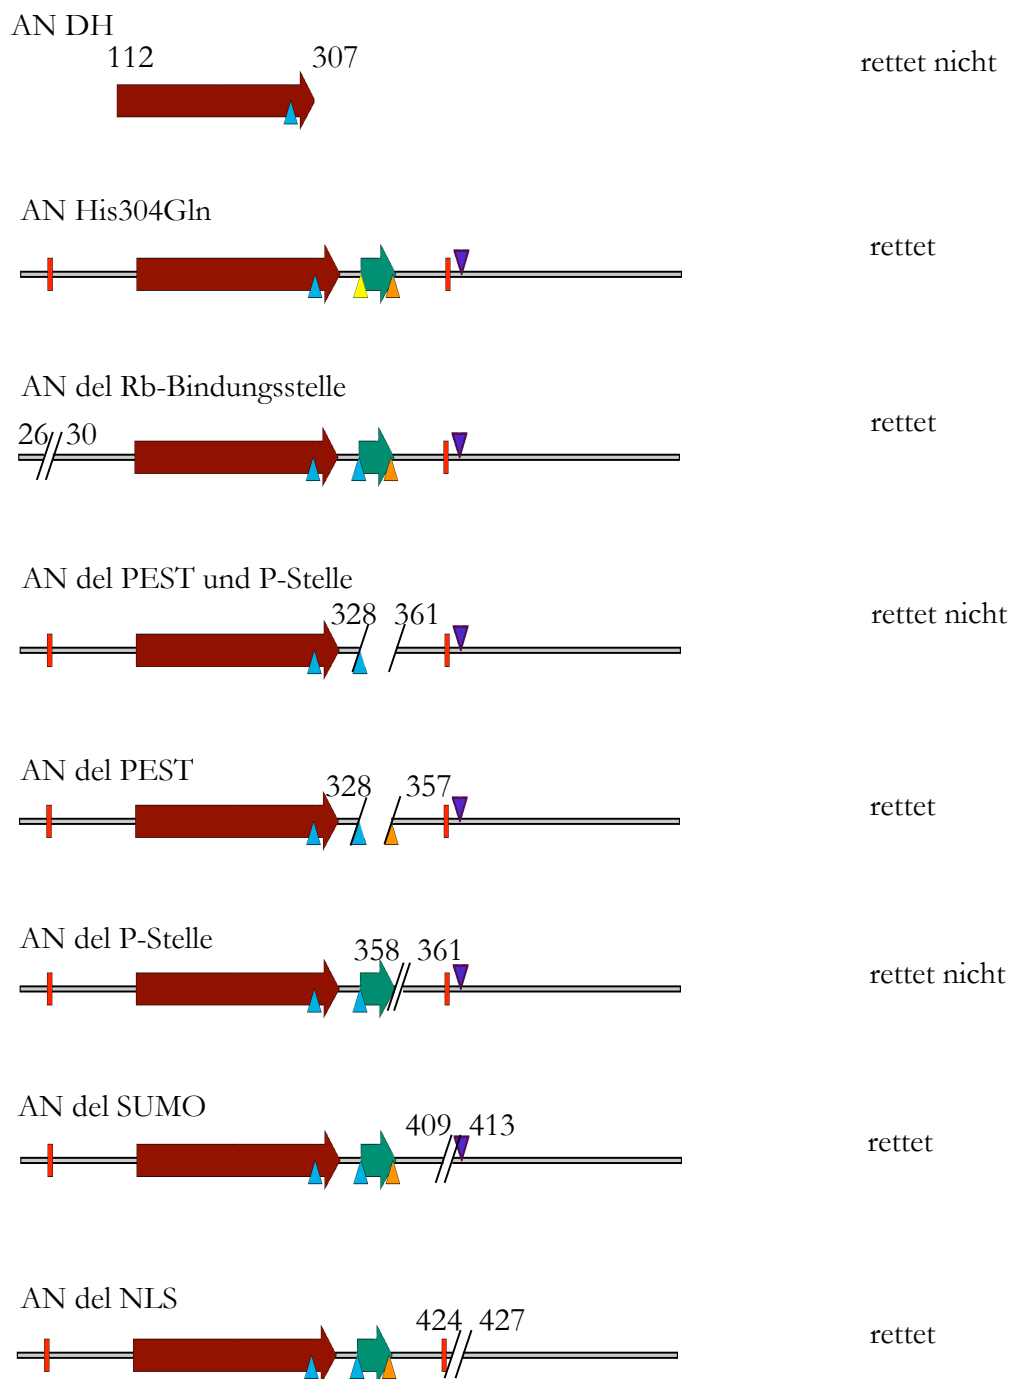 AN DH
112 307
rettet nicht
AN His304Gln
rettet
AN del Rb-Bindungsstelle
26 30
rettet
AN del PEST und P-Stelle
328 361
rettet nicht
AN del PEST
328 357
rettet
AN del P-Stelle
358 361
rettet nicht
AN del SUMO
409 413
rettet
AN del NLS
424 427
rettet